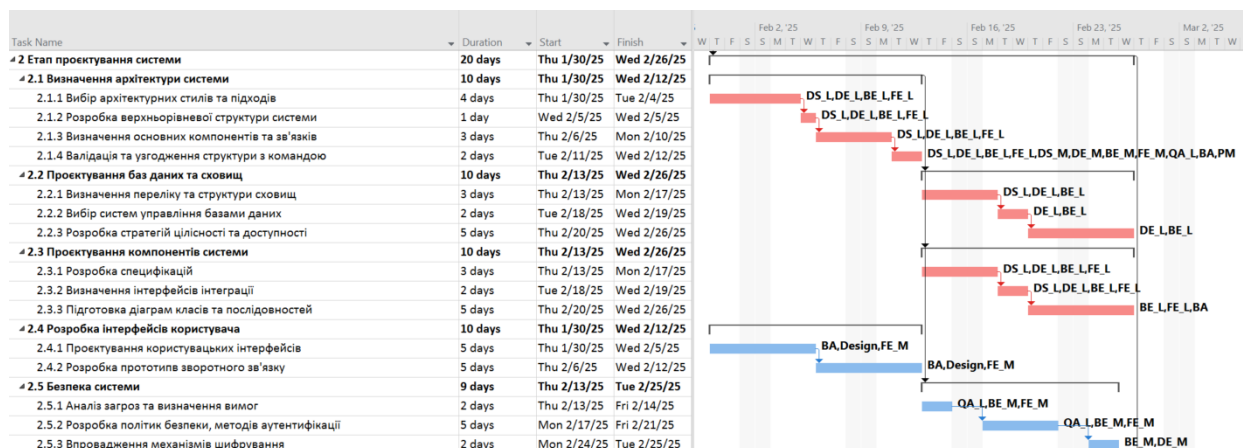 Feb 2, '25 Feb 9, '25 Feb 16, '25 Feb 23, '25 Mar 2, '25
Task Name Duration Start Finish W T F S S M T W T F S S M T W T F S S M T W T F S S M T W T F S S M T W
2 Етап проєктування системи 20 days Thu 1/30/25 Wed 2/26/25
2.1 Визначення архітектури системи 10 days Thu 1/30/25 Wed 2/12/25
2.1.1 Вибір архітектурних стилів та підходів 4 days Thu 1/30/25 Tue 2/4/25 DS_L,DE_L,BE_L,FE_L
2.1.2 Розробка верхньорівневої структури системи 1 day Wed 2/5/25 Wed 2/5/25 DS_L,DE_L,BE_L,FE_L
2.1.3 Визначення основних компонентів та зв'язків 3 days Thu 2/6/25 Mon 2/10/25 DS_L,DE_L,BE_L,FE_L
2.1.4 Валідація та узгодження структури з командою 2 days Tue 2/11/25 Wed 2/12/25 DS_L,DE_L,BE_L,FE_L,DS_M,DE_M,BE_M,FE_M,QA_L,BA,PM
2.2 Проєктування баз даних та сховищ 10 days Thu 2/13/25 Wed 2/26/25
2.2.1 Визначення переліку та структури сховищ 3 days Thu 2/13/25 Mon 2/17/25 DS_L,DE_L,BE_L
2.2.2 Вибір систем управління базами даних 2 days Tue 2/18/25 Wed 2/19/25 DE_L,BE_L
2.2.3 Розробка стратегій цілісності та доступності 5 days Thu 2/20/25 Wed 2/26/25 DE_L,BE_L
2.3 Проєктування компонентів системи 10 days Thu 2/13/25 Wed 2/26/25
2.3.1 Розробка специфікацій 3 days Thu 2/13/25 Mon 2/17/25 DS_L,DE_L,BE_L,FE_L
2.3.2 Визначення інтерфейсів інтеграції 2 days Tue 2/18/25 Wed 2/19/25 DS_L,DE_L,BE_L,FE_L
2.3.3 Підготовка діаграм класів та послідовностей 5 days Thu 2/20/25 Wed 2/26/25 BE_L,FE_L,BA
2.4 Розробка інтерфейсів користувача 10 days Thu 1/30/25 Wed 2/12/25
2.4.1 Проєктування користувацьких інтерфейсів 5 days Thu 1/30/25 Wed 2/5/25 BA,Design,FE_M
2.4.2 Розробка прототипв зворотного зв'язку 5 days Thu 2/6/25 Wed 2/12/25 BA,Design,FE_M
2.5 Безпека системи 9 days Thu 2/13/25 Tue 2/25/25
2.5.1 Аналіз загроз та визначення вимог 2 days Thu 2/13/25 Fri 2/14/25 QA_L,BE_M,FE_M
2.5.2 Розробка політик безпеки, методів аутентифікації 5 days Mon 2/17/25 Fri 2/21/25 QA_L,BE_M,FE_M
2.5.3 Впровадження механізмів шифрування 2 days Mon 2/24/25 Tue 2/25/25 BE_M,DE_M